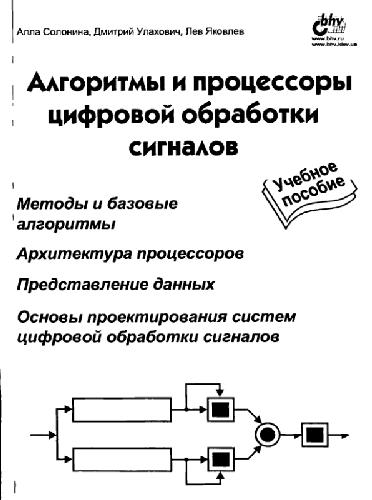 Алла Солонина, Дмитрий Улахович, Лев Яковлев
bhv
www.bhv.ru
www.bhv.kiev.ua
Алгоритмы и процессоры
цифровой обработки
сигналов
Учебное
пособие
Методы и базовые
алгоритмы
Архитектура процессоров
Представление данных
Основы проектирования систем
цифровой обработки сигналов